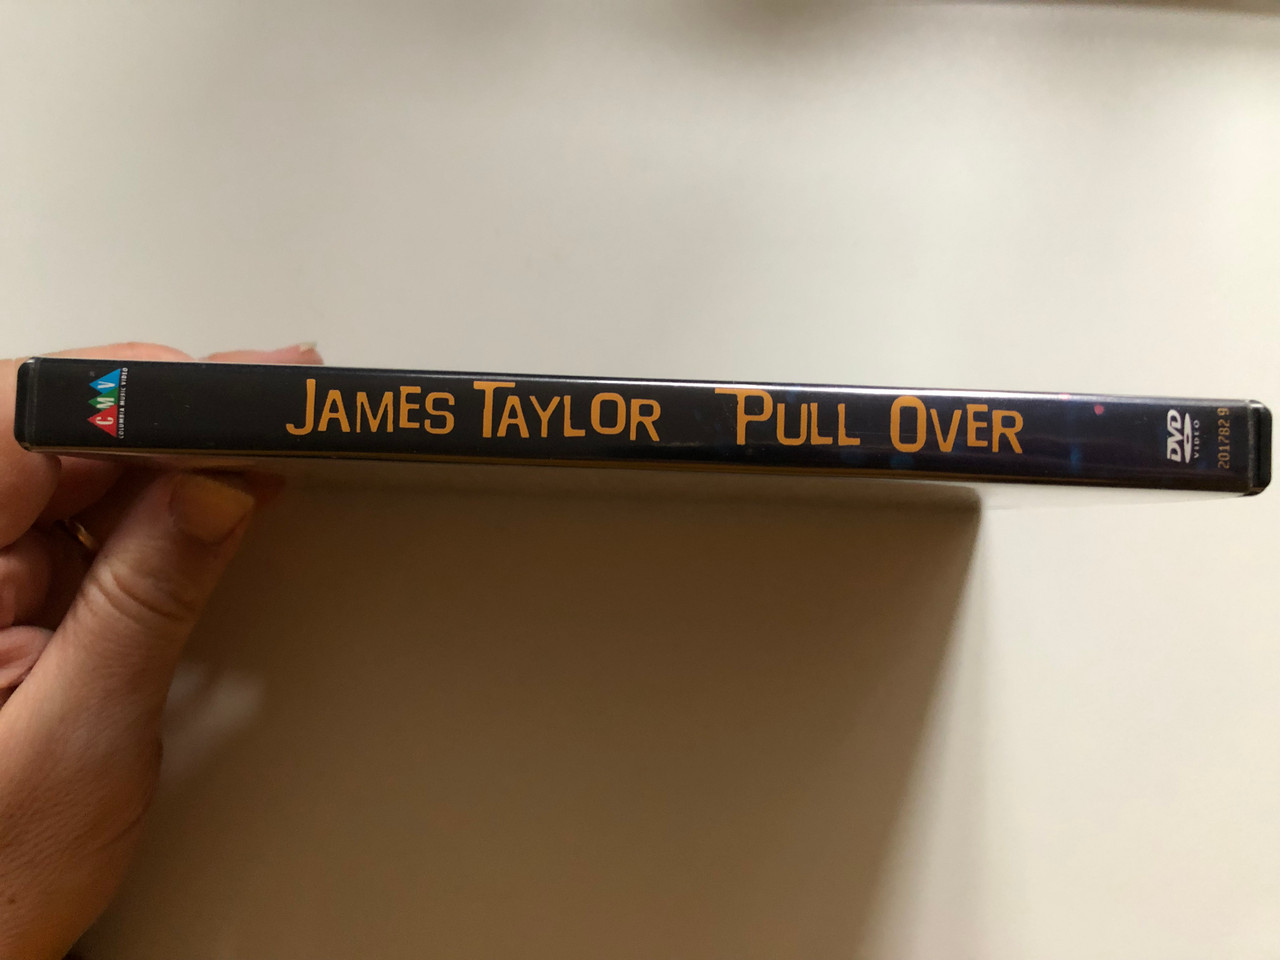 CMV
COLUMBIA MUSIC VIDEO
JAMES TAYLOR PULL OVER
DVD
VIDEO
2017829